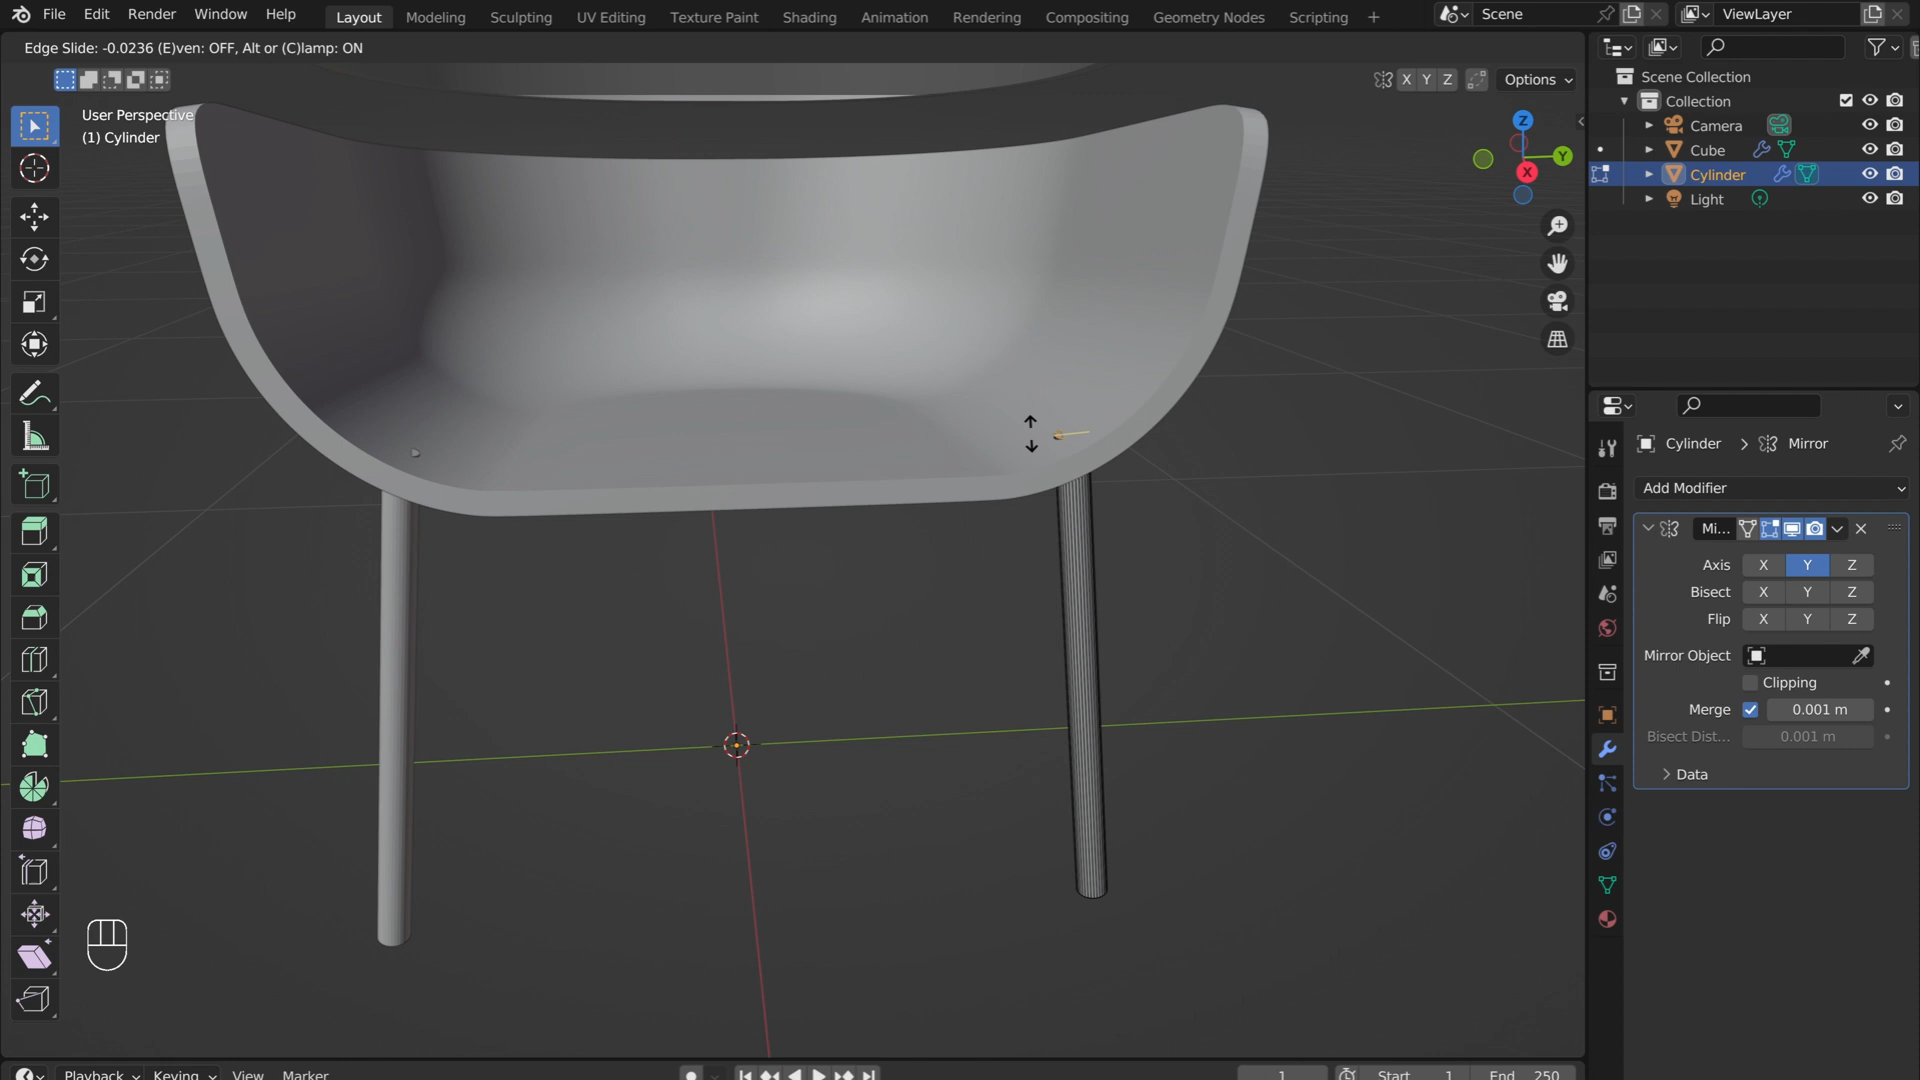 File Edit Render Window Help Layout Modeling Sculpting UV Editing Texture Paint Shading Animation Rendering Compositing Geometry Nodes Scripting + Scene ViewLayer
Edge Slide: -0.0236 (E)ven: OFF, Alt or (C)lamp: ON
X Y Z Options
User Perspective
(1) Cylinder
Z
Y
X
Scene Collection
Collection
Camera
Cube
Cylinder
Light
Cylinder > Mirror
Add Modifier
Mi...
Axis X Y Z
Bisect X Y Z
Flip X Y Z
Mirror Object
Clipping
Merge 0.001 m
Bisect Dist... 0.001 m
Data
Playback Keying View Marker 1 Start 1 End 250